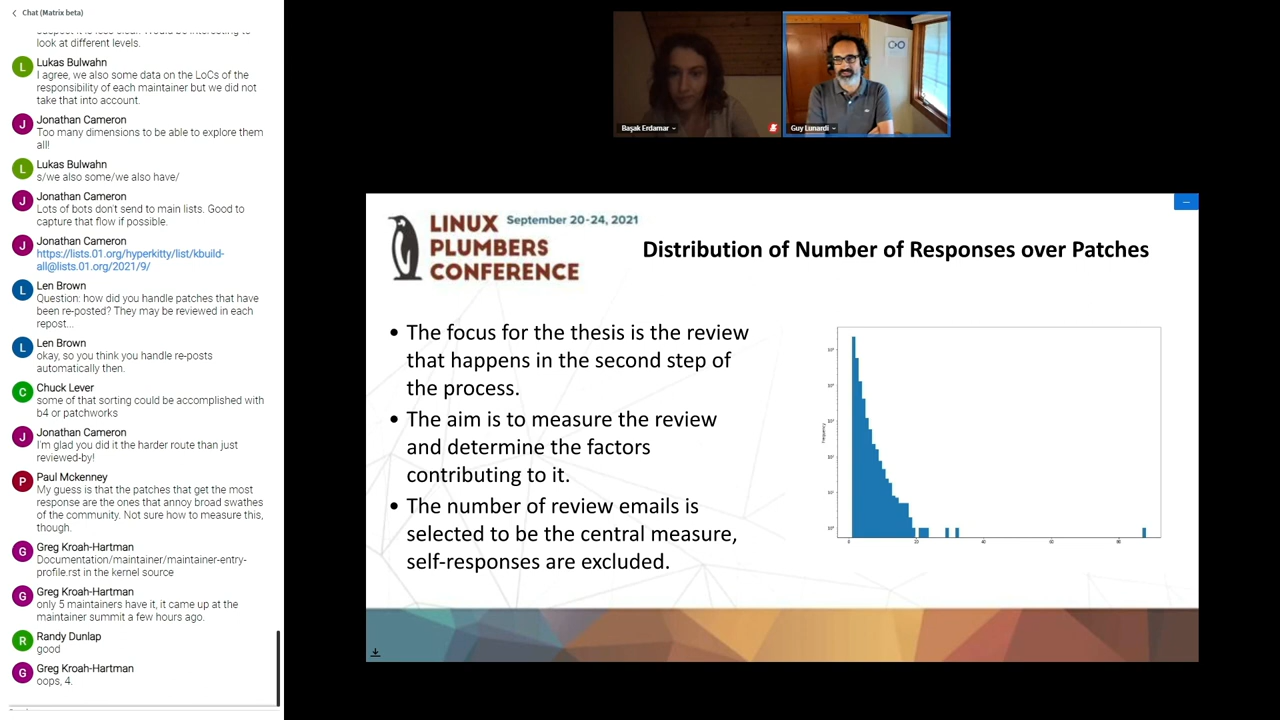 Chat (Matrix beta)
look at different levels.
Lukas Bulwahn
I agree, we also some data on the LoCs of the
responsibility of each maintainer but we did not
take that into account.
Jonathan Cameron
Too many dimensions to be able to explore them
all!
Lukas Bulwahn
s/we also some/we also have/
Jonathan Cameron
Lots of bots don't send to main lists. Good to
capture that flow if possible.
Jonathan Cameron
https://lists.01.org/hyperkitty/list/kbuild-
all@lists.01.org/2021/9/
Len Brown
Question: how did you handle patches that have
been re-posted? They may be reviewed in each
repost...
Len Brown
okay, so you think you handle re-posts
automatically then.
Chuck Lever
some of that sorting could be accomplished with
b4 or patchworks
Jonathan Cameron
I'm glad you did it the harder route than just
reviewed-by!
Paul Mckenney
My guess is that the patches that get the most
response are the ones that annoy broad swathes
of the community. Not sure how to measure this,
though.
Greg Kroah-Hartman
Documentation/maintainer/maintainer-entry-
profile.rst in the kernel source
Greg Kroah-Hartman
only 5 maintainers have it, it came up at the
maintainer summit a few hours ago.
Randy Dunlap
good
Greg Kroah-Hartman
oops, 4.
L
J
L
J
J
L
L
C
J
P
G
G
R
G
Başak Erdamar
Guy Lunardi
LINUX
PLUMBERS
CONFERENCE
September 20-24, 2021
Distribution of Number of Responses over Patches
• The focus for the thesis is the review
that happens in the second step of
the process.
• The aim is to measure the review
and determine the factors
contributing to it.
• The number of review emails is
selected to be the central measure,
self-responses are excluded.
Frequency
0 20 40 60 80